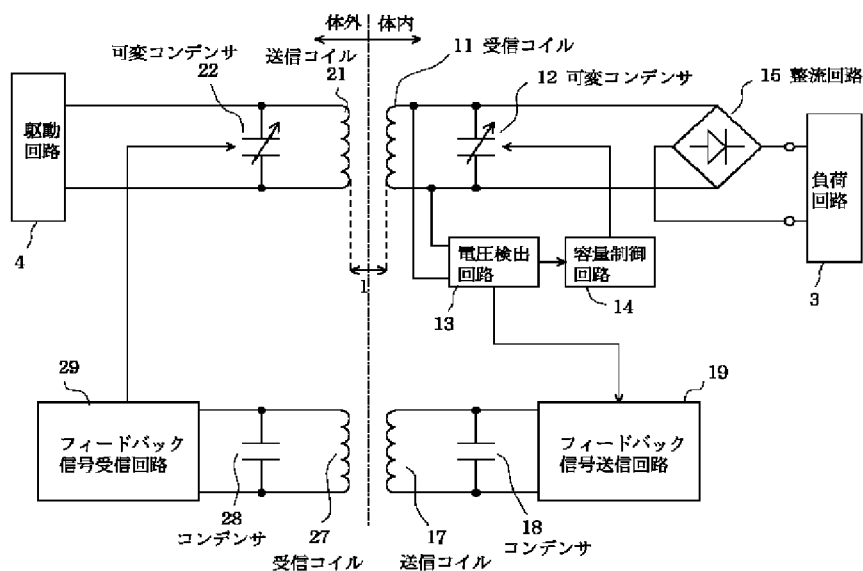 体外 体内
可変コンデンサ
22
送信コイル
21
11 受信コイル
12 可変コンデンサ
15 整流回路
駆動
回路
負荷
回路
4
1
電圧検出
回路
13
容量制御
回路
14
3
29
フィードバック
信号受信回路
19
フィードバック
信号送信回路
28
コンデンサ
27
受信コイル
17
送信コイル
18
コンデンサ